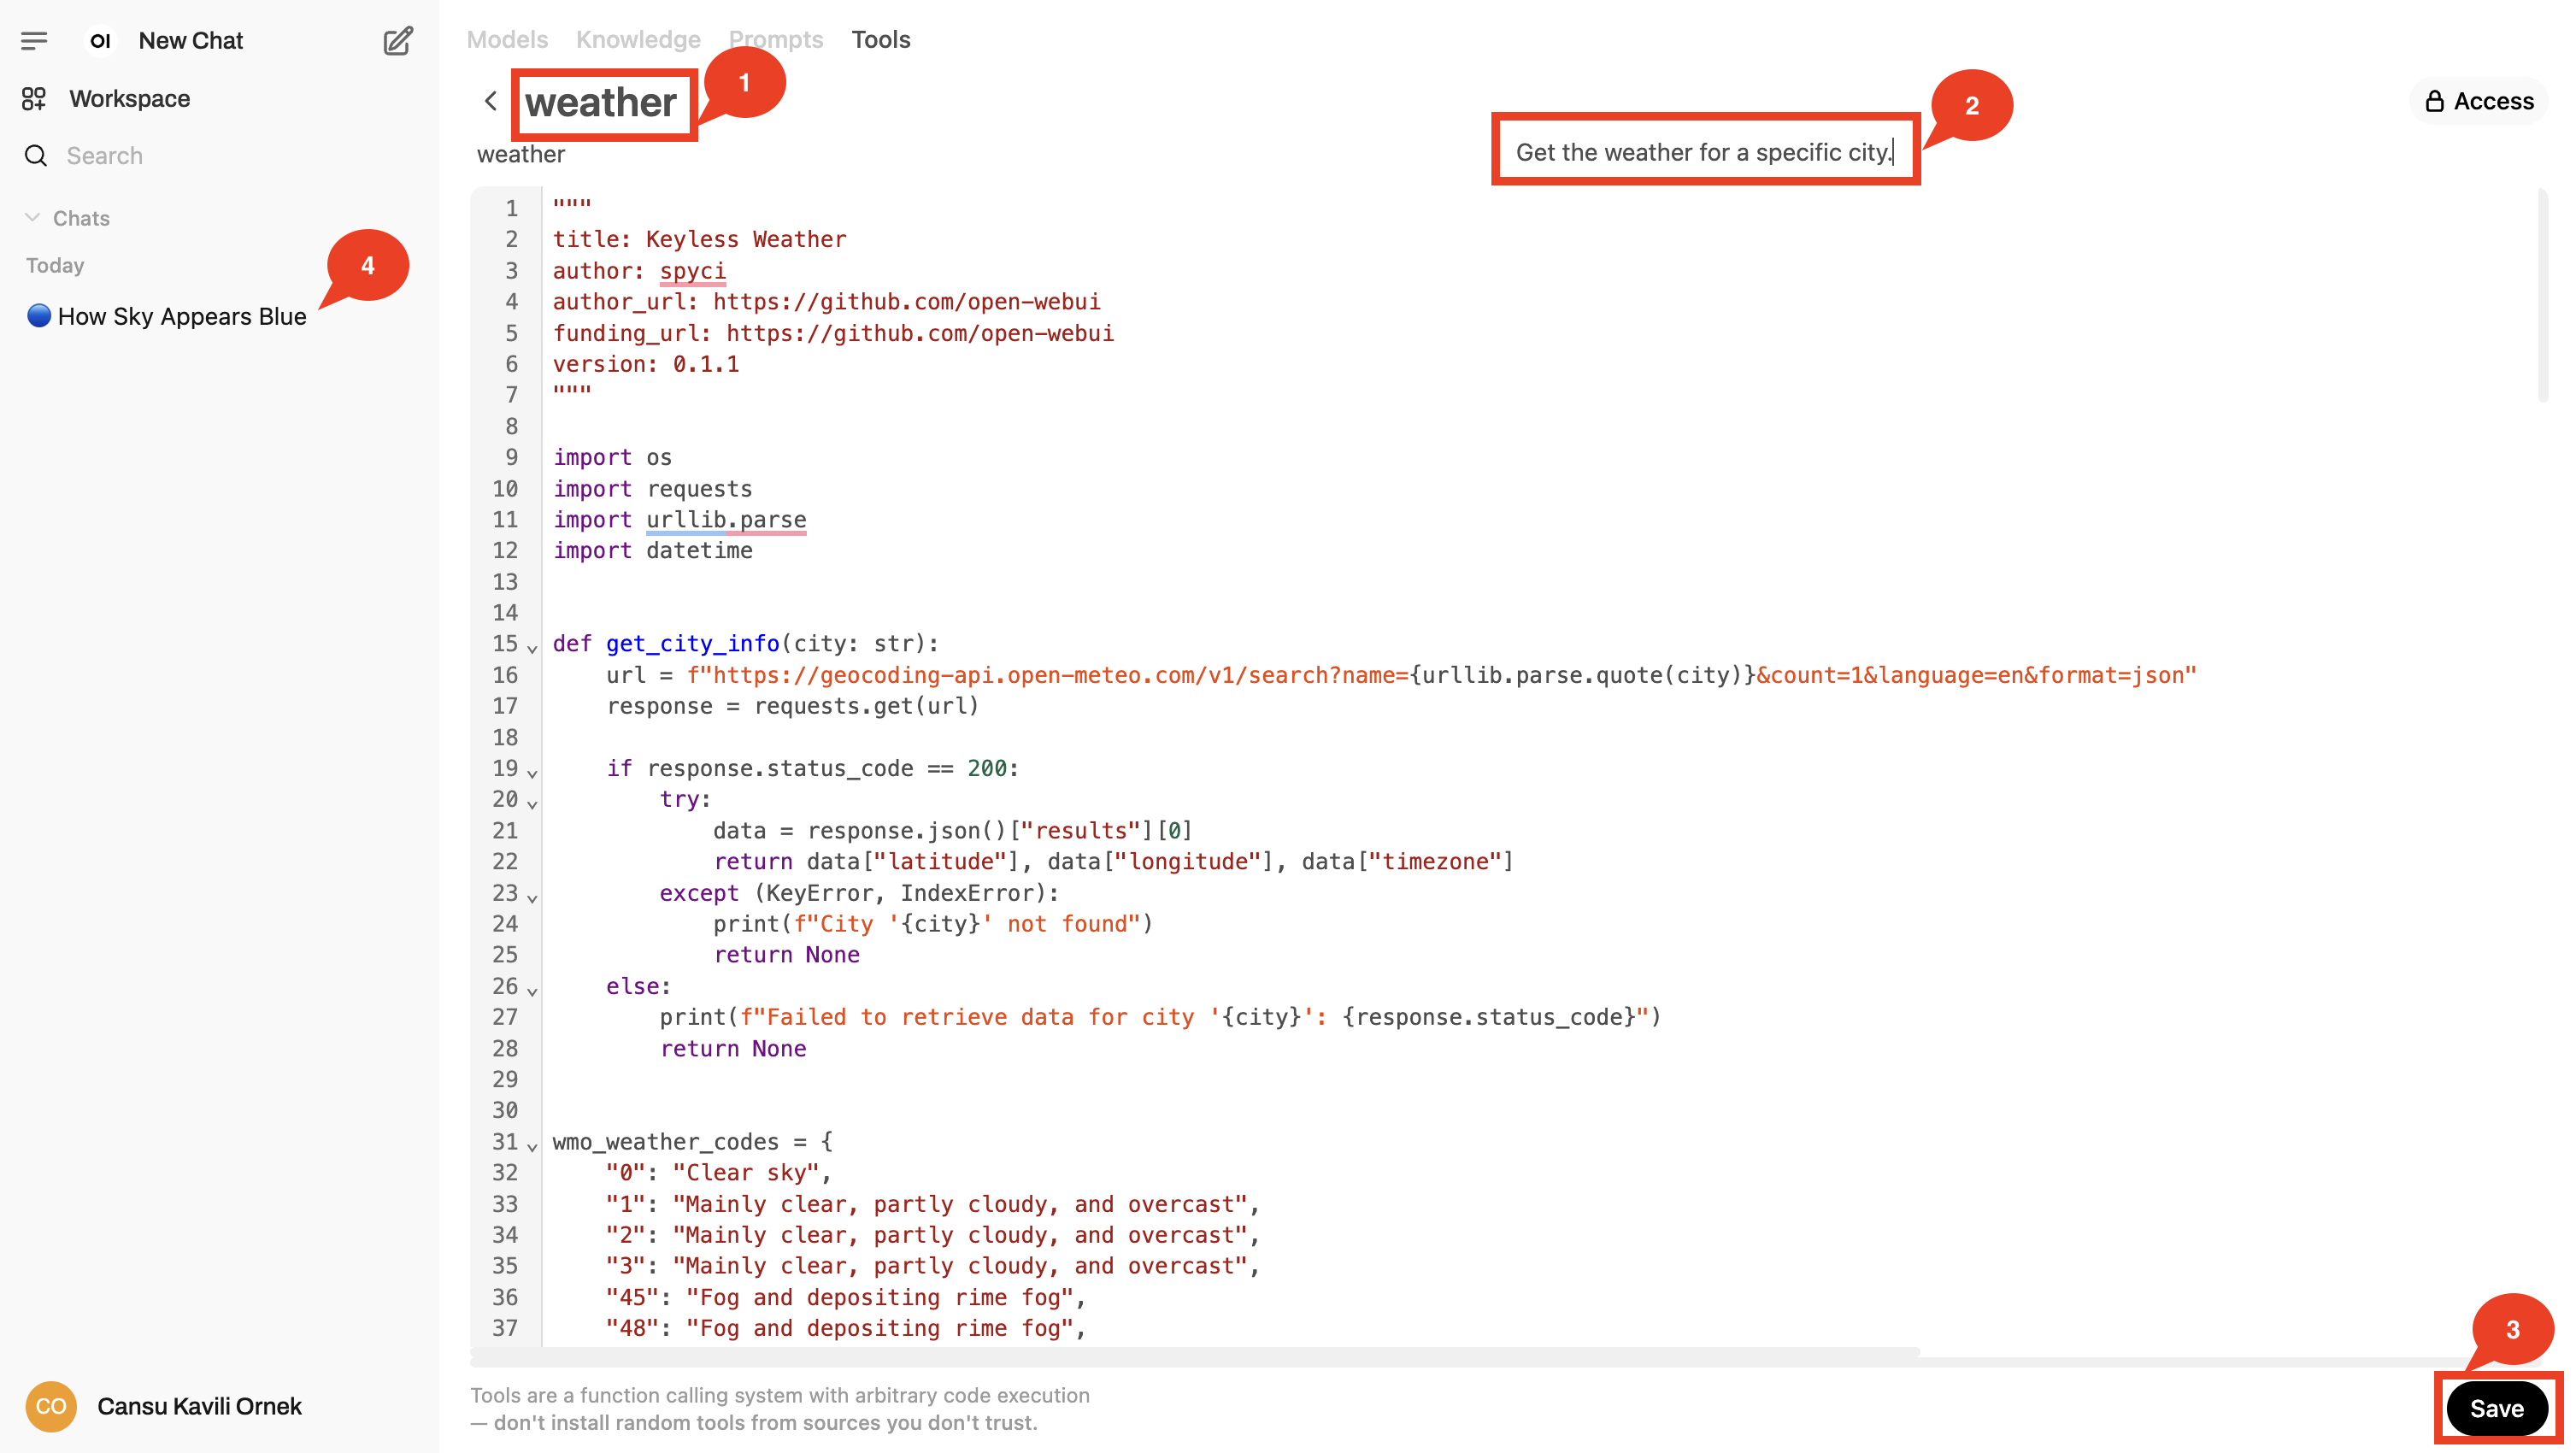 OI New Chat
Workspace
Search
Chats
Today
4
How Sky Appears Blue
CO Cansu Kavili Ornek
Models Knowledge Prompts Tools
1
weather
weather
2
Get the weather for a specific city.
Access
1 """
2 title: Keyless Weather
3 author: spyci
4 author_url: https://github.com/open-webui
5 funding_url: https://github.com/open-webui
6 version: 0.1.1
7 """
8
9 import os
10 import requests
11 import urllib.parse
12 import datetime
13
14
15 def get_city_info(city: str):
16     url = f"https://geocoding-api.open-meteo.com/v1/search?name={urllib.parse.quote(city)}&count=1&language=en&format=json"
17     response = requests.get(url)
18
19     if response.status_code == 200:
20         try:
21             data = response.json()["results"][0]
22             return data["latitude"], data["longitude"], data["timezone"]
23         except (KeyError, IndexError):
24             print(f"City '{city}' not found")
25             return None
26     else:
27         print(f"Failed to retrieve data for city '{city}': {response.status_code}")
28         return None
29
30
31 wmo_weather_codes = {
32     "0": "Clear sky",
33     "1": "Mainly clear, partly cloudy, and overcast",
34     "2": "Mainly clear, partly cloudy, and overcast",
35     "3": "Mainly clear, partly cloudy, and overcast",
36     "45": "Fog and depositing rime fog",
37     "48": "Fog and depositing rime fog",
Tools are a function calling system with arbitrary code execution
— don't install random tools from sources you don't trust.
3
Save